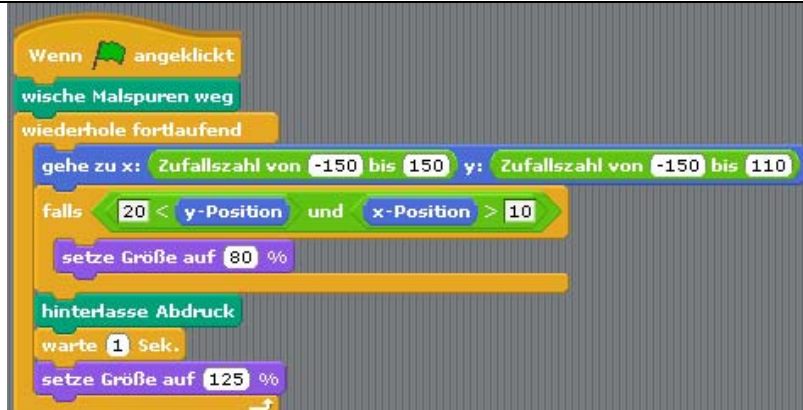 Wenn angeklickt
wische Malspuren weg
wiederhole fortlaufend
gehe zu x: Zufallszahl von -150 bis 150 y: Zufallszahl von -150 bis 110
falls 20 < y-Position und x-Position > 10
setze Größe auf 80 %
hinterlasse Abdruck
warte 1 Sek.
setze Größe auf 125 %